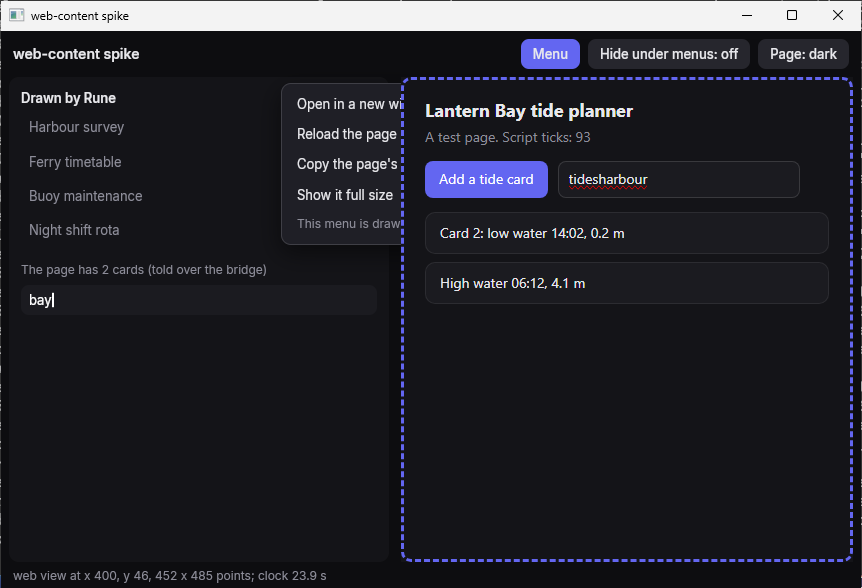 web-content spike
web-content spike
Menu
Hide under menus: off
Page: dark
Drawn by Rune
Harbour survey
Ferry timetable
Buoy maintenance
Night shift rota
The page has 2 cards (told over the bridge)
bay
Open in a new
Reload the page
Copy the page's
Show it full size
This menu is
Lantern Bay tide planner
A test page. Script ticks: 93
Add a tide card
tidesharbour
Card 2: low water 14:02, 0.2 m
High water 06:12, 4.1 m
web view at x 400, y 46, 452 x 485 points; clock 23.9 s